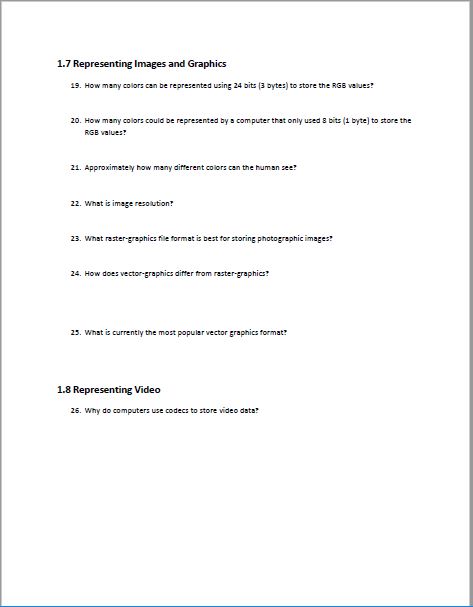 1.7 Representing Images and Graphics
19. How many colors can be represented using 24 bits (3 bytes) to store the RGB values?
20. How many colors could be represented by a computer that only used 8 bits (1 byte) to store the
RGB values?
21. Approximately how many different colors can the human see?
22. What is image resolution?
23. What raster-graphics file format is best for storing photographic images?
24. How does vector-graphics differ from raster-graphics?
25. What is currently the most popular vector graphics format?
1.8 Representing Video
26. Why do computers use codecs to store video data?